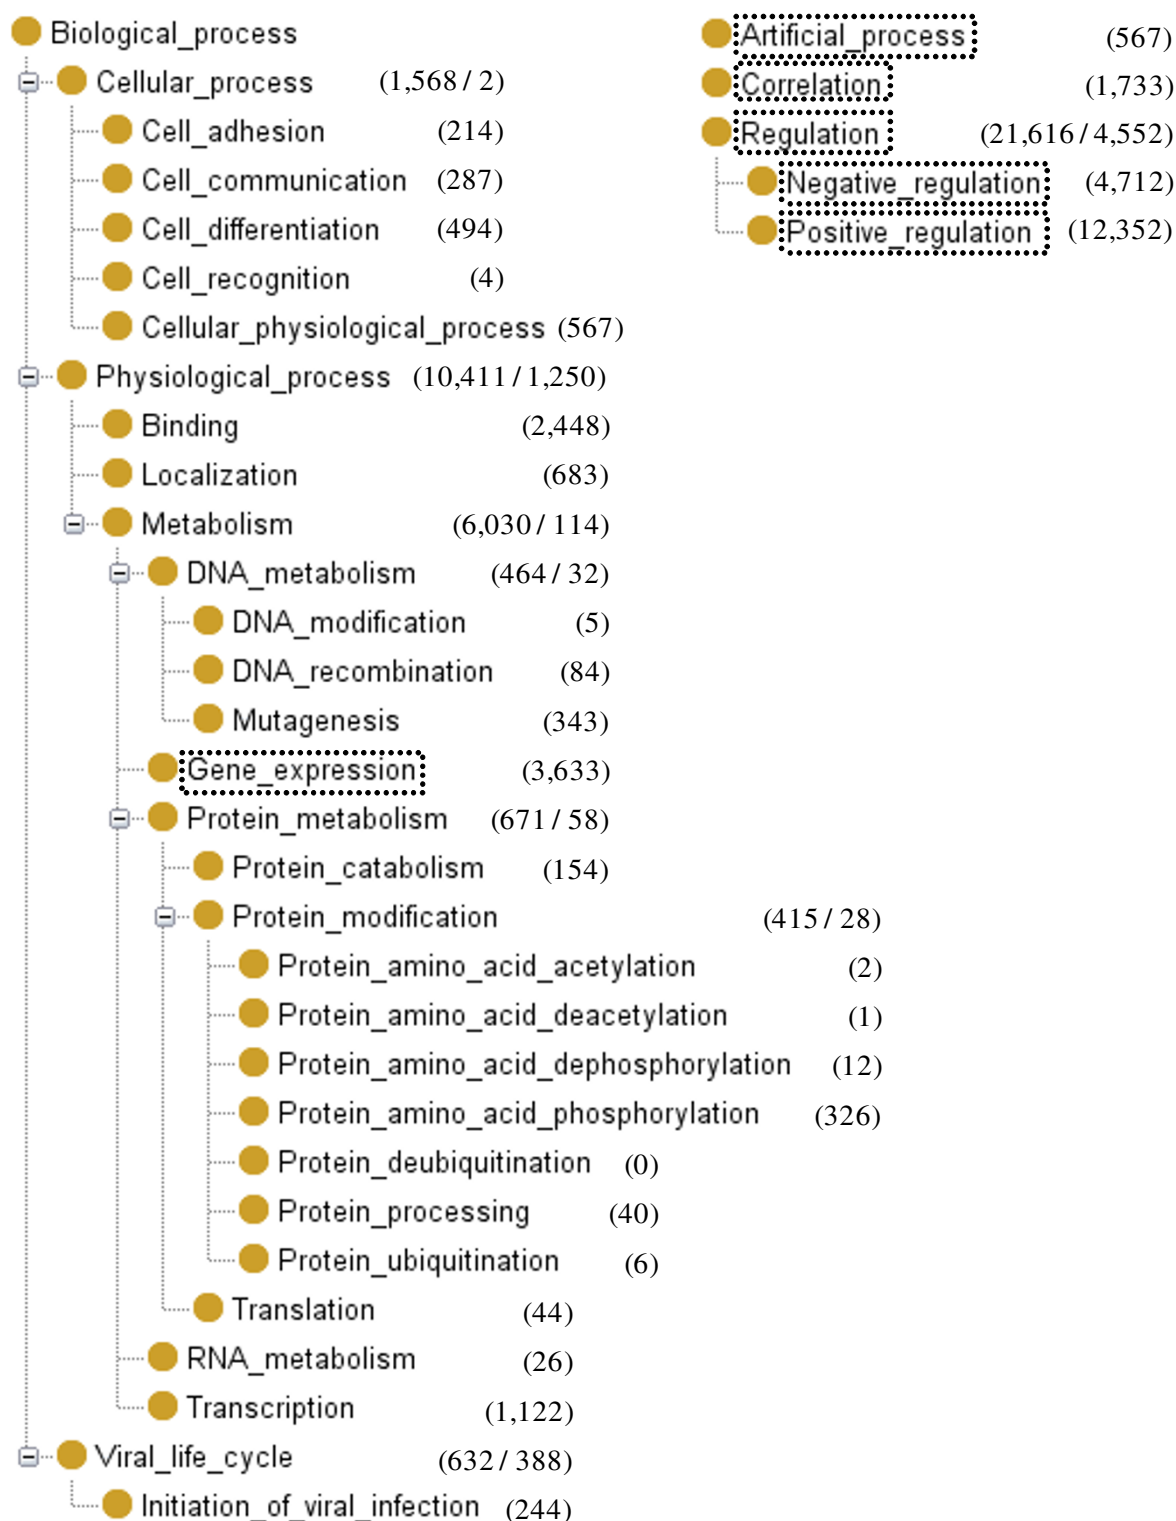 Biological_process
Cellular_process (1,568 / 2)
Cell_adhesion (214)
Cell_communication (287)
Cell_differentiation (494)
Cell_recognition (4)
Cellular_physiological_process (567)
Physiological_process (10,411 / 1,250)
Binding (2,448)
Localization (683)
Metabolism (6,030 / 114)
DNA_metabolism (464 / 32)
DNA_modification (5)
DNA_recombination (84)
Mutagenesis (343)
Gene_expression (3,633)
Protein_metabolism (671 / 58)
Protein_catabolism (154)
Protein_modification (415 / 28)
Protein_amino_acid_acetylation (2)
Protein_amino_acid_deacetylation (1)
Protein_amino_acid_dephosphorylation (12)
Protein_amino_acid_phosphorylation (326)
Protein_deubiquitination (0)
Protein_processing (40)
Protein_ubiquitination (6)
Translation (44)
RNA_metabolism (26)
Transcription (1,122)
Viral_life_cycle (632 / 388)
Initiation_of_viral_infection (244)
Artificial_process (567)
Correlation (1,733)
Regulation (21,616 / 4,552)
Negative_regulation (4,712)
Positive_regulation (12,352)